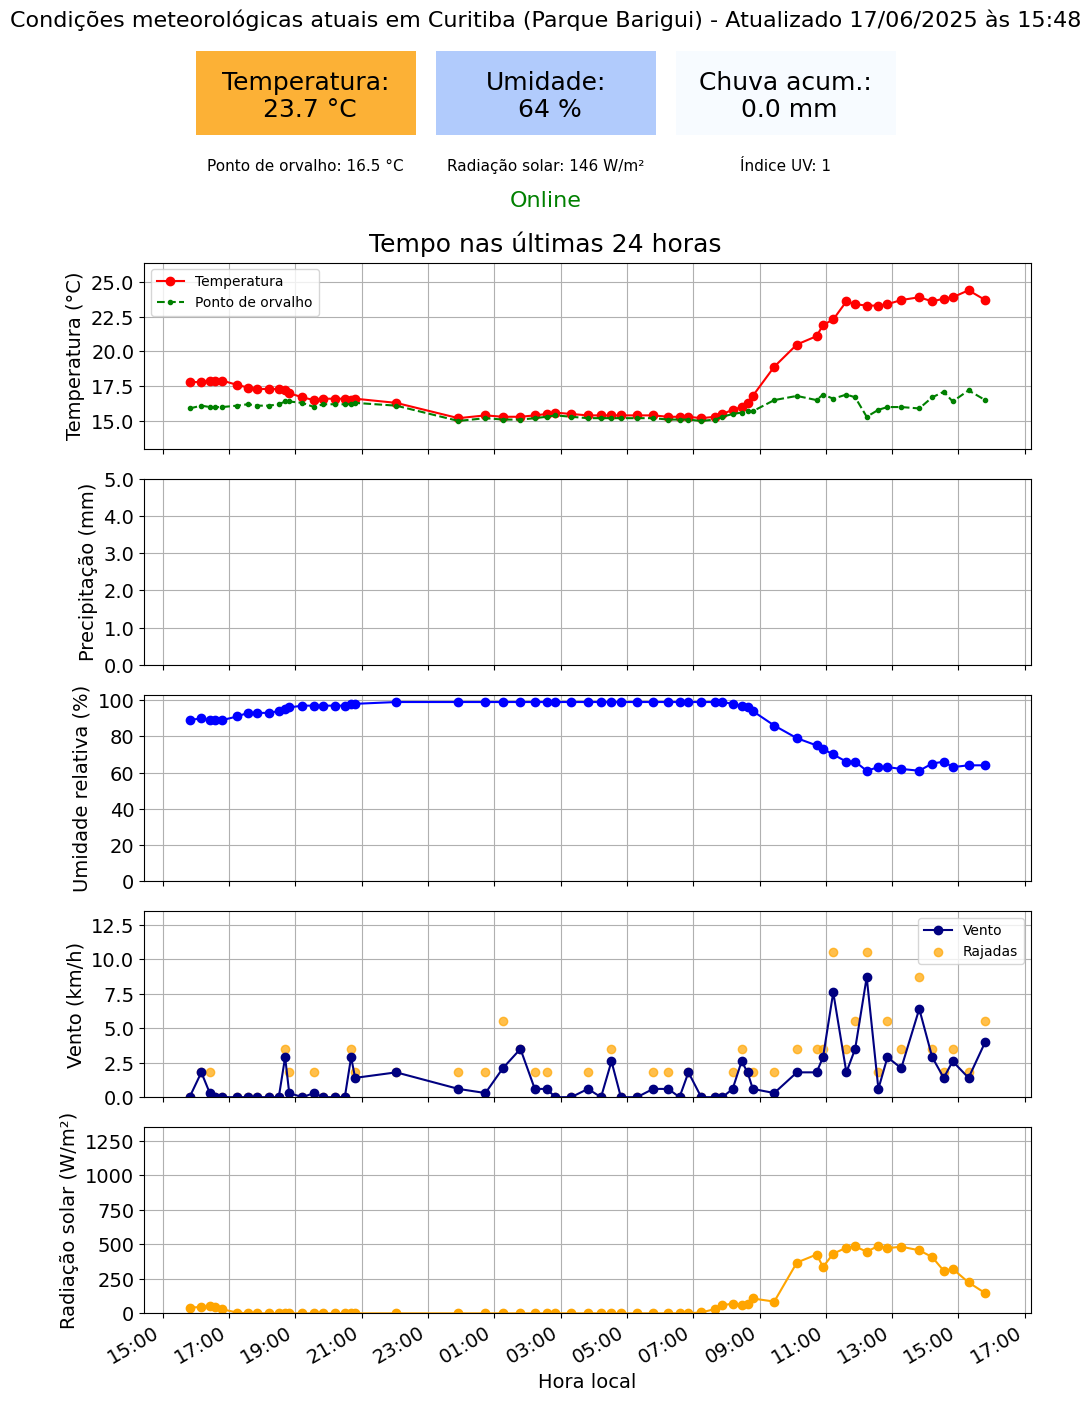 Condições meteorológicas atuais em Curitiba (Parque Barigui) - Atualizado 17/06/2025 às 15:48
Temperatura:
23.7 °C
Umidade:
64 %
Chuva acum.:
0.0 mm
Ponto de orvalho: 16.5 °C
Radiação solar: 146 W/m²
Índice UV: 1
Online
Tempo nas últimas 24 horas
Temperatura (°C)
25.0
22.5
20.0
17.5
15.0
Temperatura
Ponto de orvalho
Precipitação (mm)
5.0
4.0
3.0
2.0
1.0
0.0
Umidade relativa (%)
100
80
60
40
20
0
Vento (km/h)
12.5
10.0
7.5
5.0
2.5
0.0
Vento
Rajadas
Radiação solar (W/m²)
1250
1000
750
500
250
0
15:00 17:00 19:00 21:00 23:00 01:00 03:00 05:00 07:00 09:00 11:00 13:00 15:00 17:00
Hora local